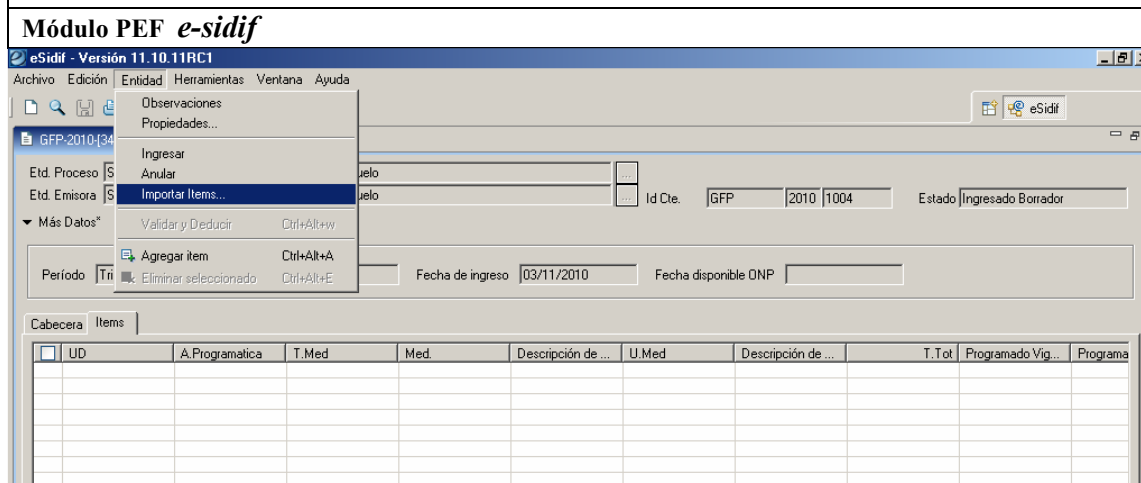 Módulo PEF e-sidif
eSidif - Versión 11.10.11RC1
Archivo Edición Entidad Herramientas Ventana Ayuda
Observaciones
eSidif
Propiedades...
GFP-2010-[34
Ingresar
Etd. Proceso S uelo ...
Anular
Etd. Emisora S uelo ... Id Cte. GFP 2010 1004 Estado Ingresado Borrador
Importar Items...
Más Datos*
Validar y Deducir Ctrl+Alt+w
Agregar item Ctrl+Alt+A
Período Tri Fecha de ingreso 03/11/2010 Fecha disponible ONP
Eliminar seleccionado Ctrl+Alt+E
Cabecera Items
UD A.Programatica T.Med Med. Descripción de ... U.Med Descripción de ... T.Tot Programado Vig... Programa